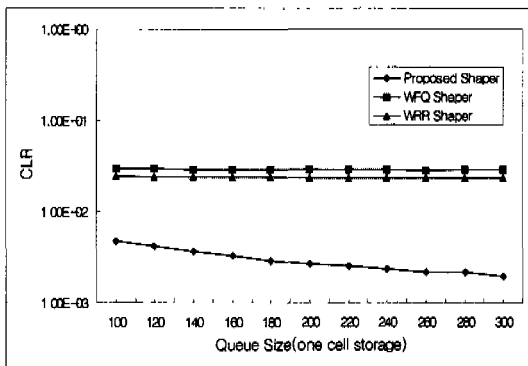 1.00E+00
1.00E+01
1.00E+02
1.00E+03
CLR
Proposed Shaper
WFQ Shaper
WRR Shaper
100 120 140 160 180 200 220 240 260 280 300
Queue Size(one cell storage)